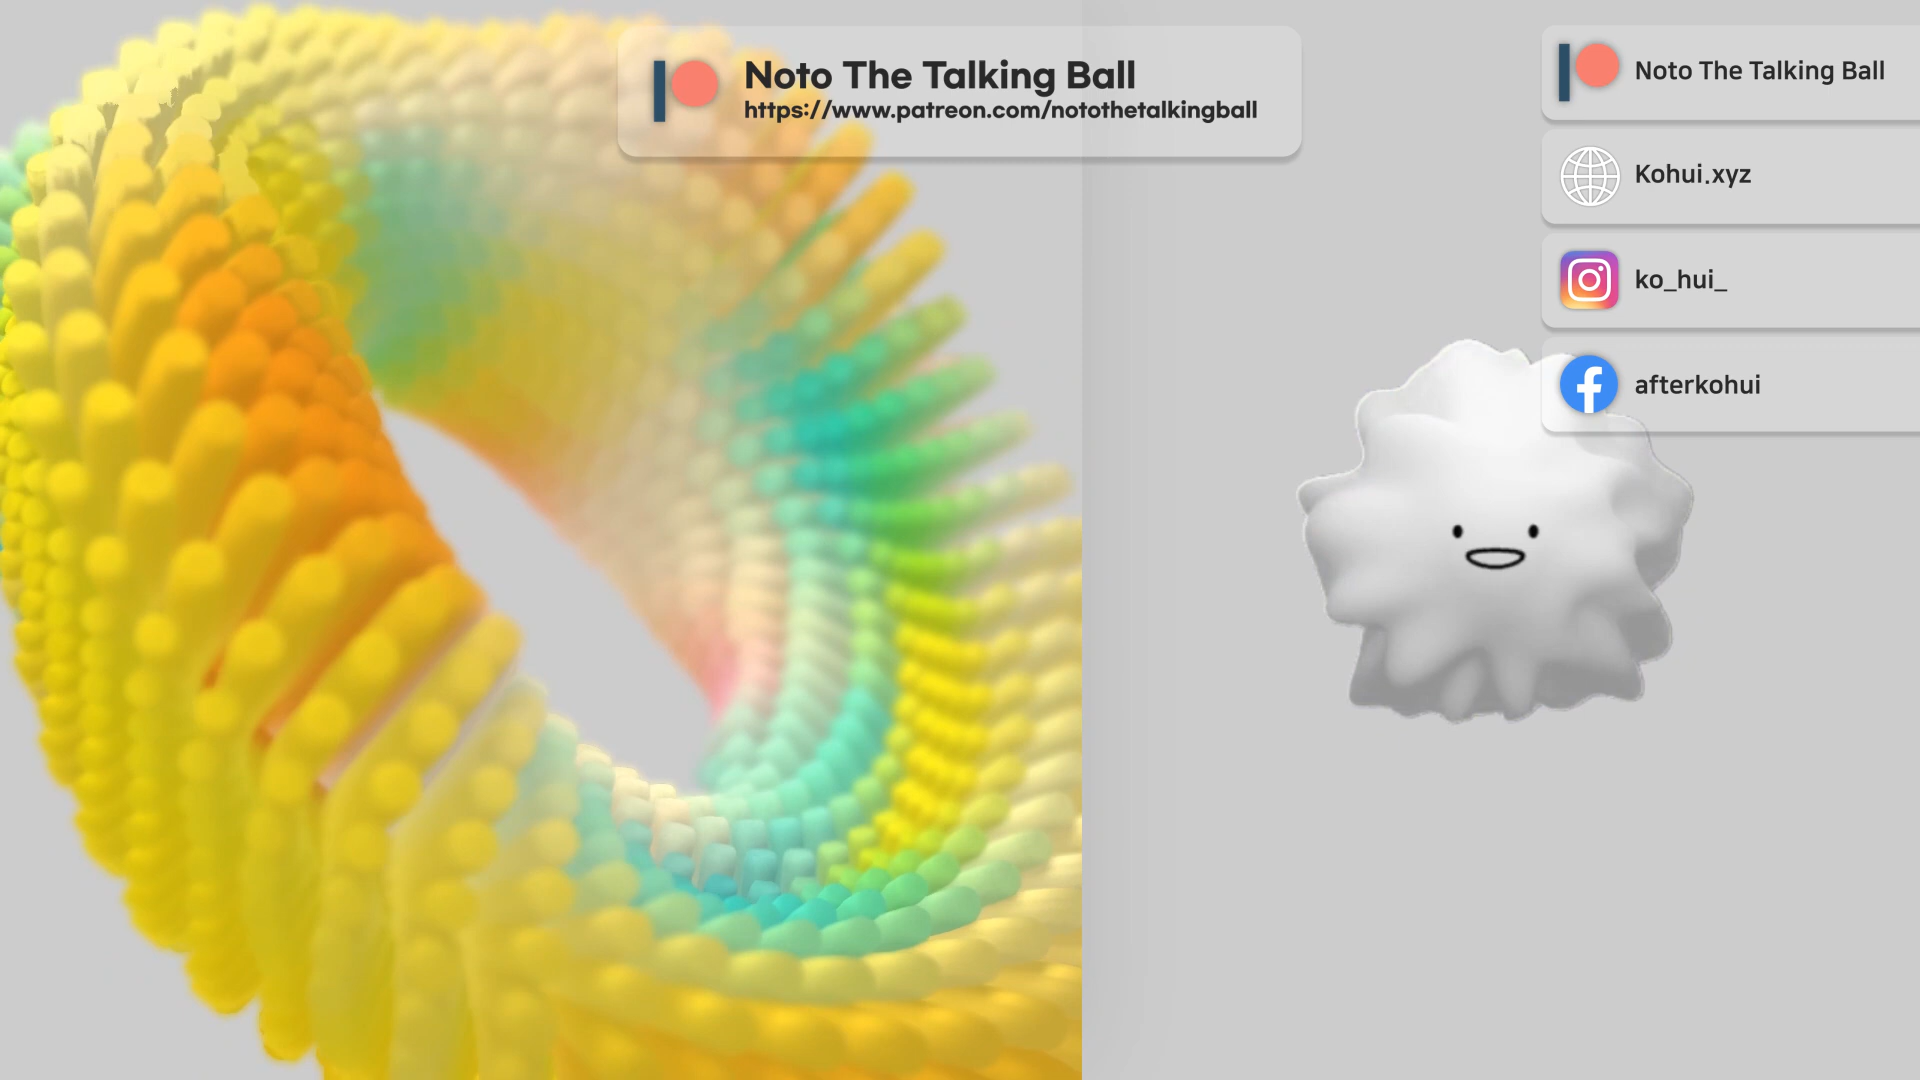 Noto The Talking Ball
https://www.patreon.com/notothetalkingball
Noto The Talking Ball
Kohui.xyz
ko_hui_
afterkohui